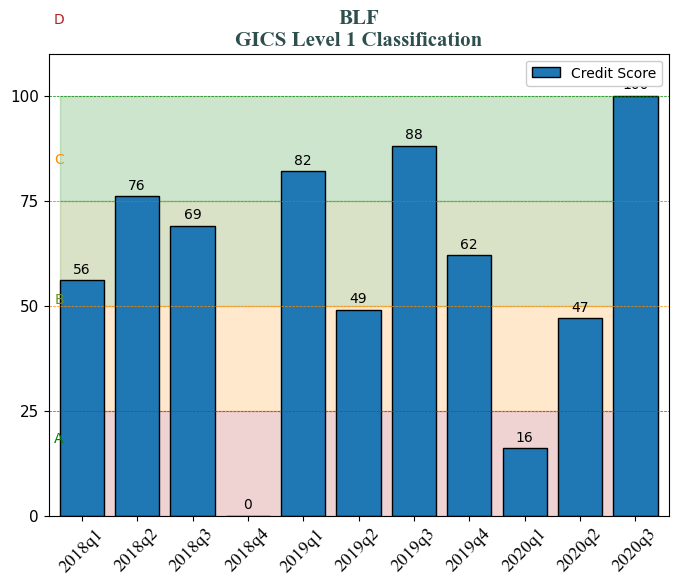 D
BLF
GICS Level 1 Classification
Credit Score
100
100
C
88
82
75
76
69
62
56
B
50
49
47
25
A
16
0
0
2018q1
2018q2
2018q3
2018q4
2019q1
2019q2
2019q3
2019q4
2020q1
2020q2
2020q3